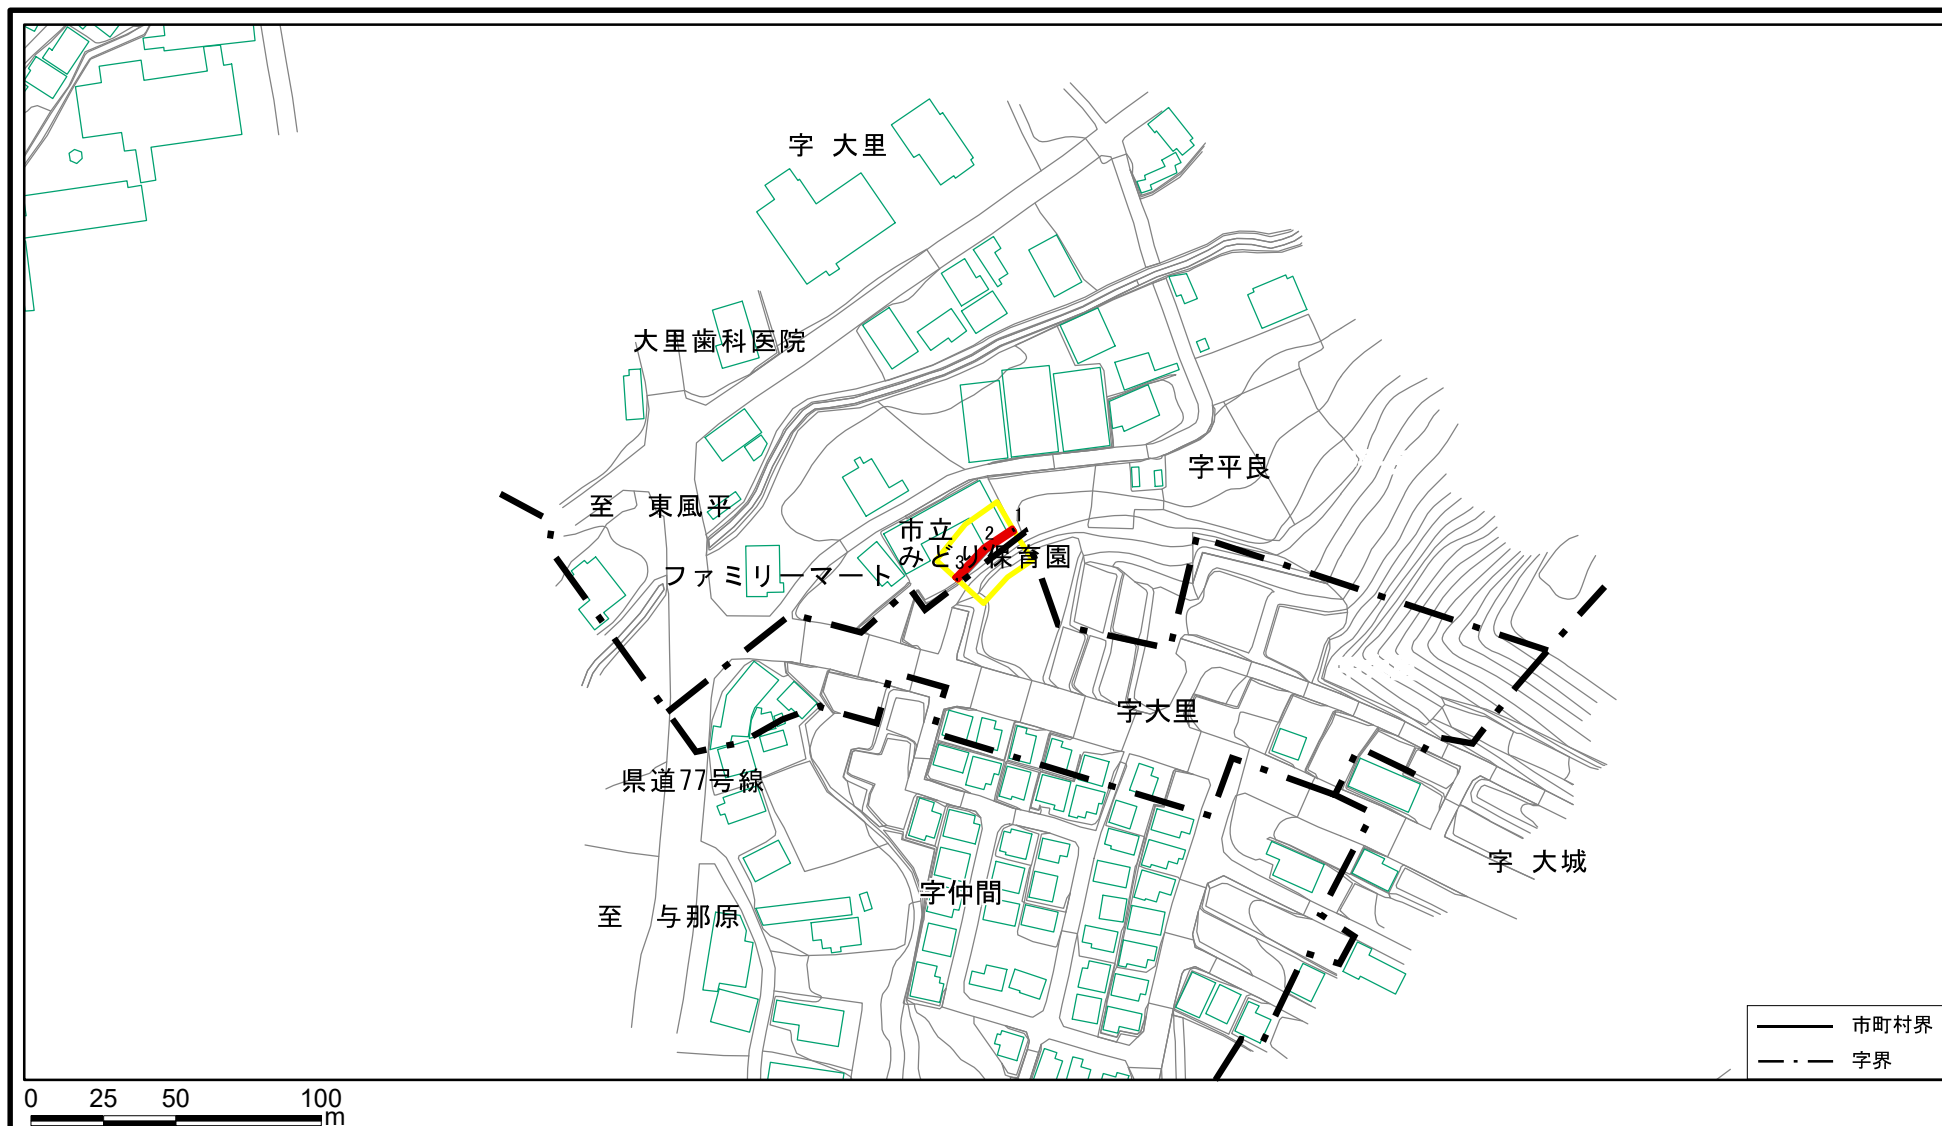 字 大里
大里歯科医院
字平良
至 東風平
市立
みどり保育園
1
2
3
ファミリーマート
字大里
県道77号線
字 大城
字仲間
至 与那原
市町村界
字界
0 25 50 100
m